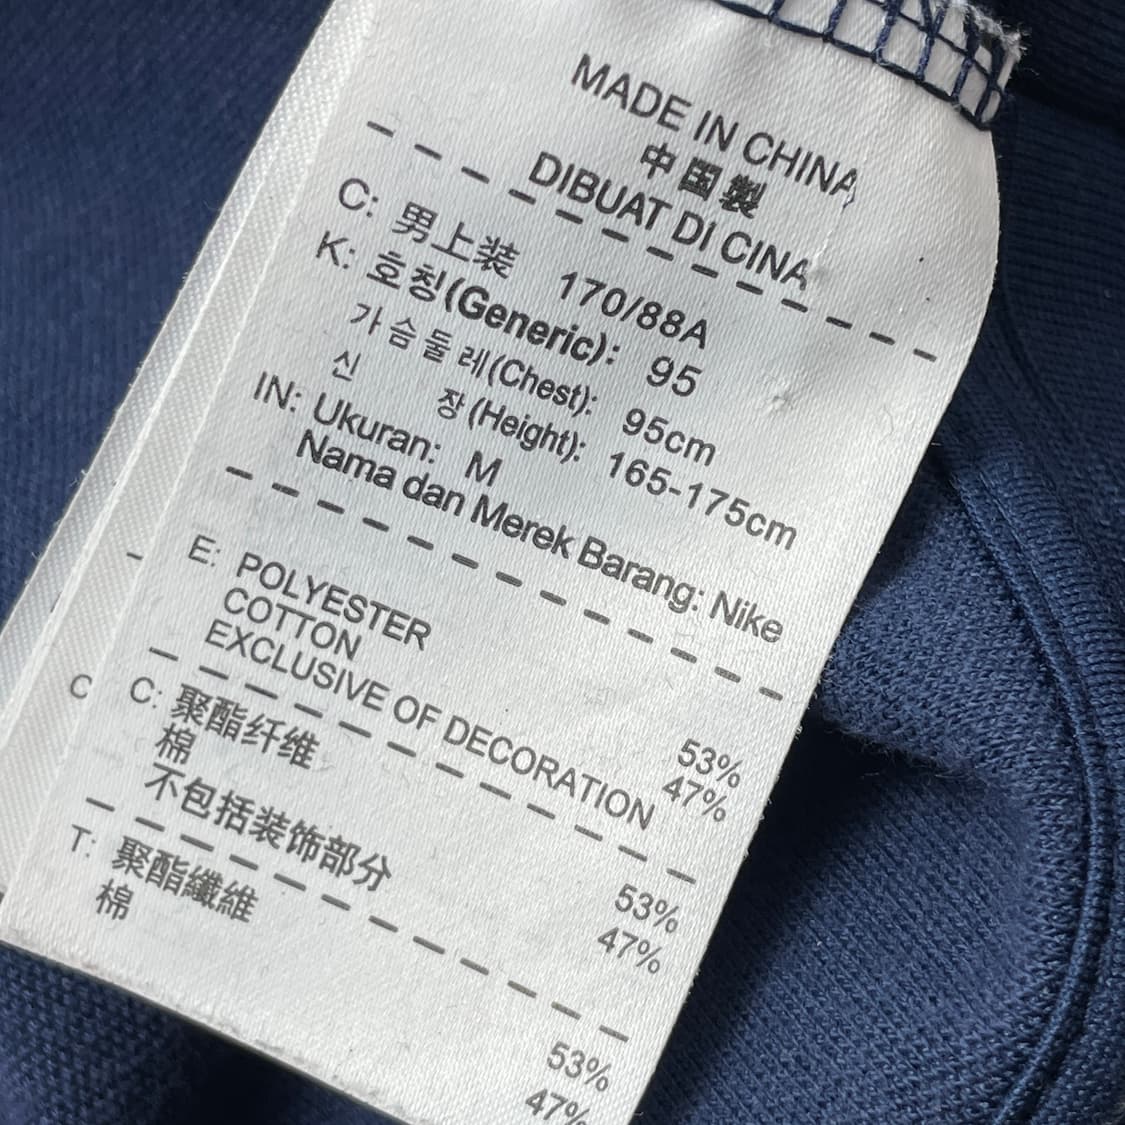 MADE IN CHINA
中国製
DIBUAT DI CINA
C: 男上装 170/88A
K: 호칭(Generic): 95
가슴둘레(Chest): 95cm
신 장(Height): 165-175cm
IN: Ukuran: M
Nama dan Merek Barang: Nike
E: POLYESTER 53%
COTTON 47%
EXCLUSIVE OF DECORATION
C: 聚酯纤维 53%
棉 47%
不包括装饰部分
T: 聚酯纖維 53%
棉 47%
C